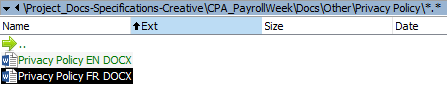 \Project_Docs-Specifications-Creative\CPA_PayrollWeek\Docs\Other\Privacy Policy\*.*
Name Ext Size Date
..
Privacy Policy EN DOCX
Privacy Policy FR DOCX